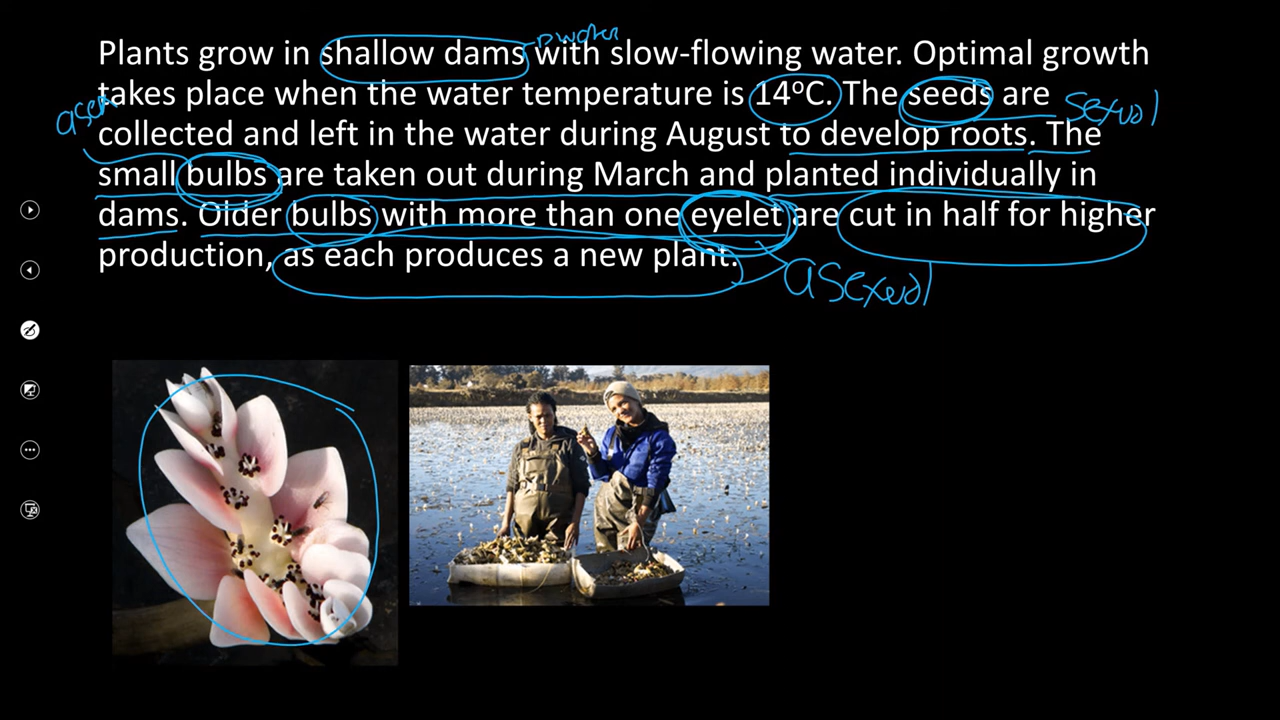 Plants grow in shallow dams with slow-flowing water. Optimal growth
takes place when the water temperature is 14°C. The seeds are
collected and left in the water during August to develop roots. The
small bulbs are taken out during March and planted individually in
dams. Older bulbs with more than one eyelet are cut in half for higher
production, as each produces a new plant.
water
sexual
asexual